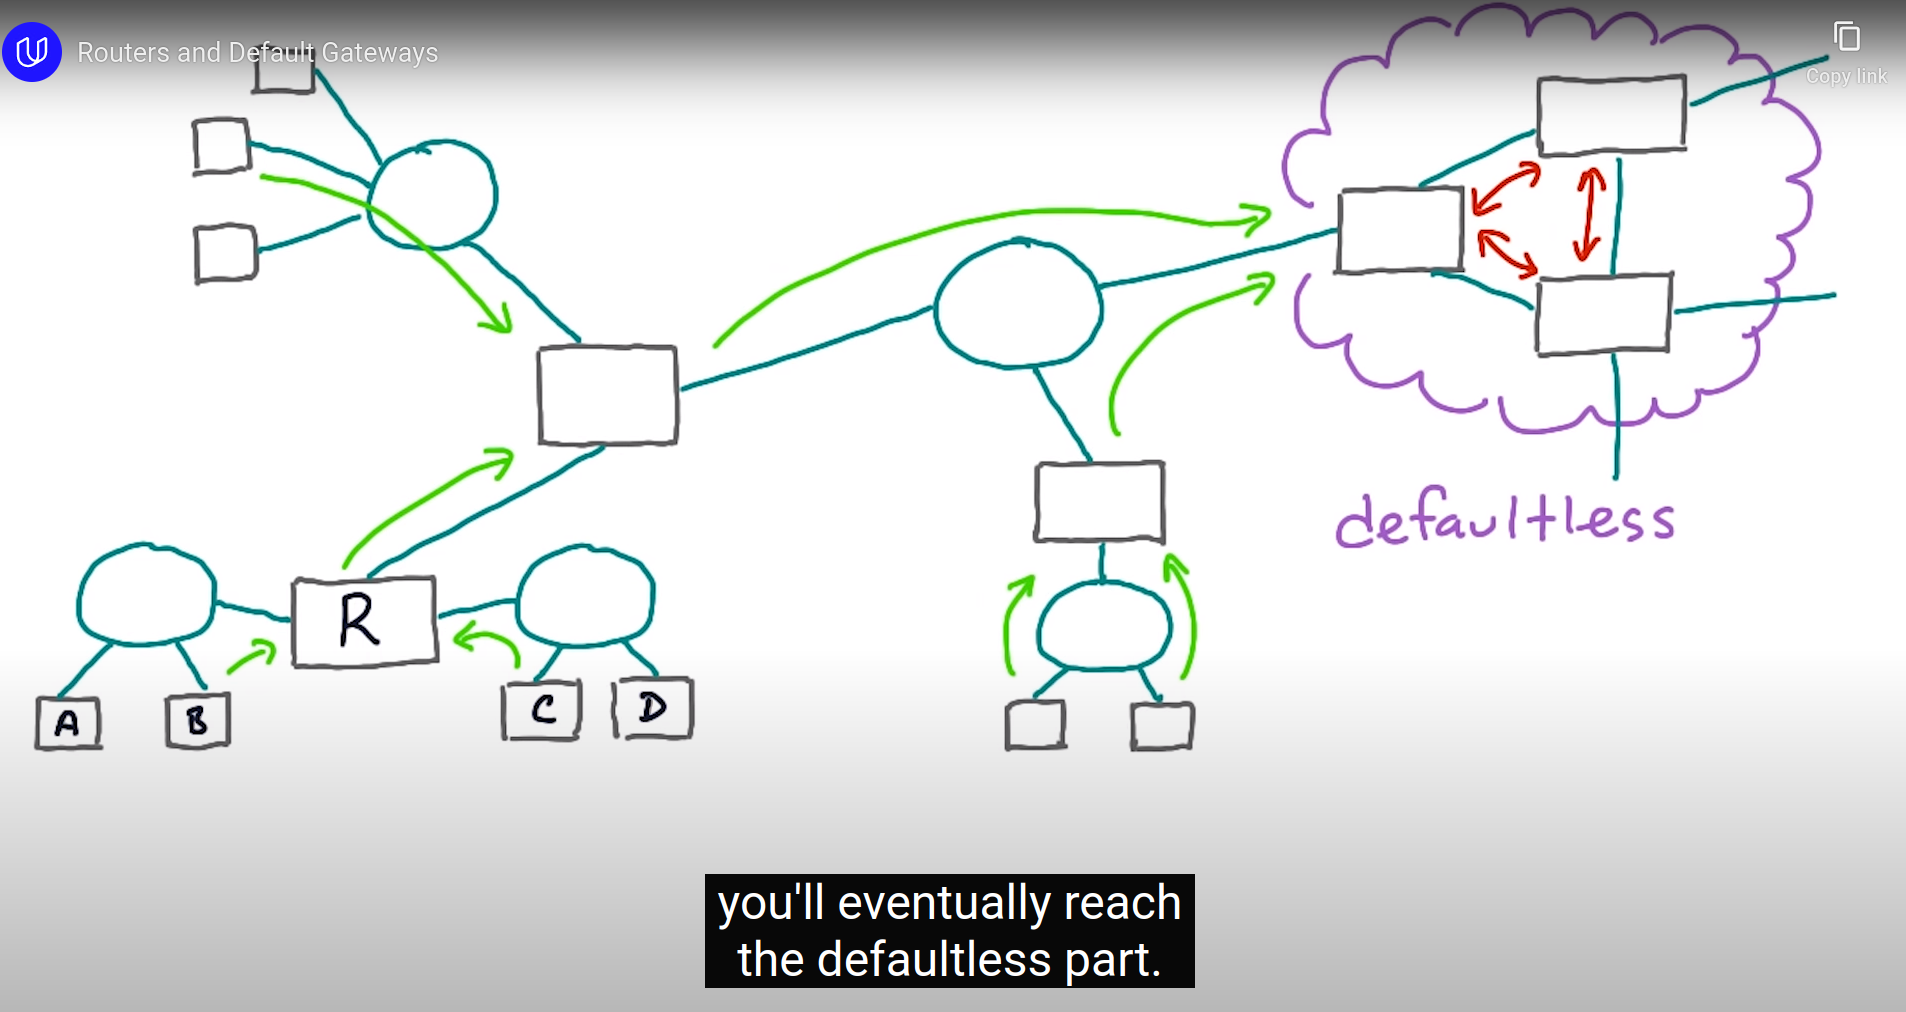 Routers and Default Gateways
Copy link
defaultless
R
A
B
C
D
you'll eventually reach
the defaultless part.